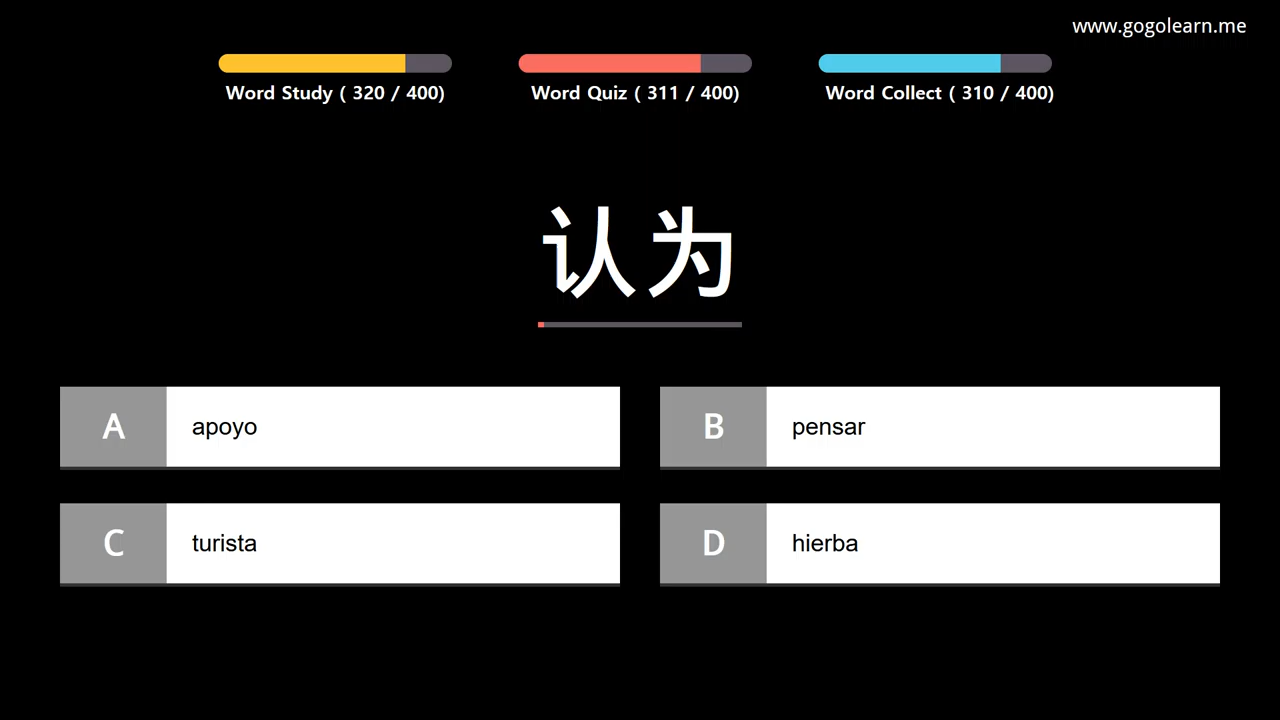 www.gogolearn.me
Word Study ( 320 / 400)
Word Quiz ( 311 / 400)
Word Collect ( 310 / 400)
认为
A apoyo
B pensar
C turista
D hierba